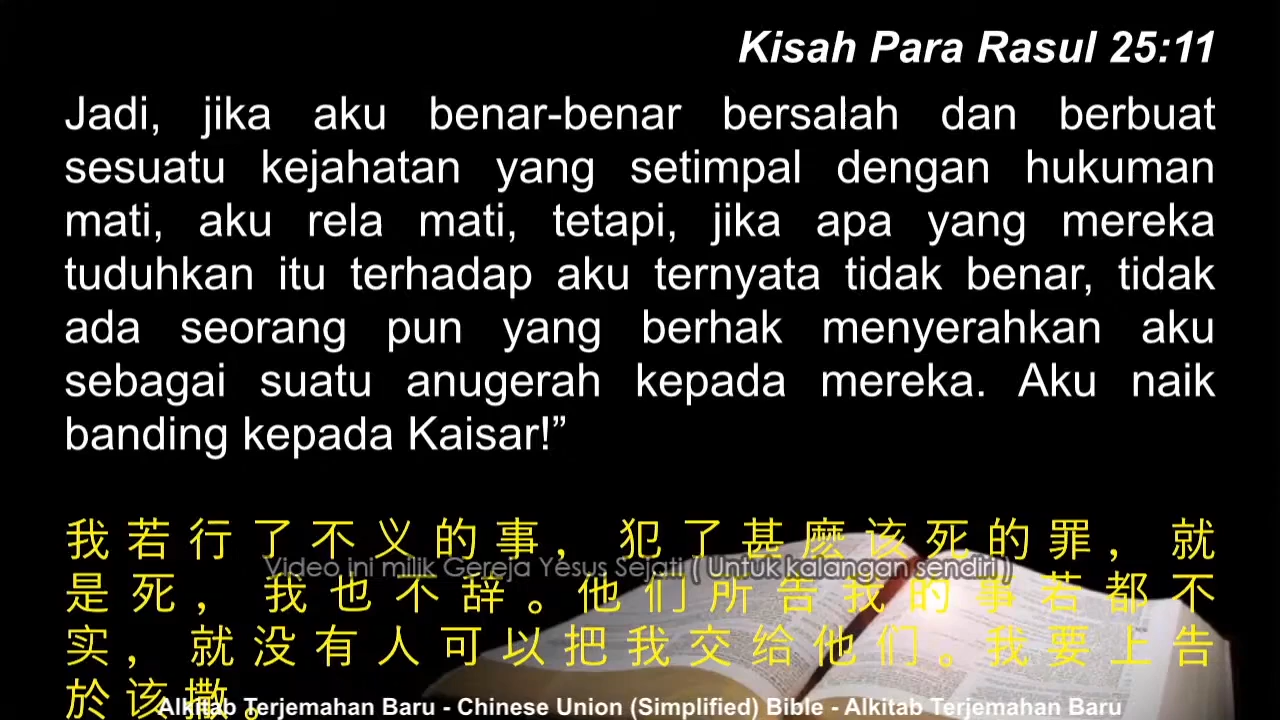 Kisah Para Rasul 25:11
Jadi, jika aku benar-benar bersalah dan berbuat
sesuatu kejahatan yang setimpal dengan hukuman
mati, aku rela mati, tetapi, jika apa yang mereka
tuduhkan itu terhadap aku ternyata tidak benar, tidak
ada seorang pun yang berhak menyerahkan aku
sebagai suatu anugerah kepada mereka. Aku naik
banding kepada Kaisar!”
我若行了不义的事，犯了甚麽该死的罪，就
Video ini milik Gereja Yesus Sejati ( Untuk kalangan sendiri )
是死，我也不辞。他们所告我的事若都不
实，就没有人可以把我交给他们。我要上告
於该撒。
Alkitab Terjemahan Baru - Chinese Union (Simplified) Bible - Alkitab Terjemahan Baru